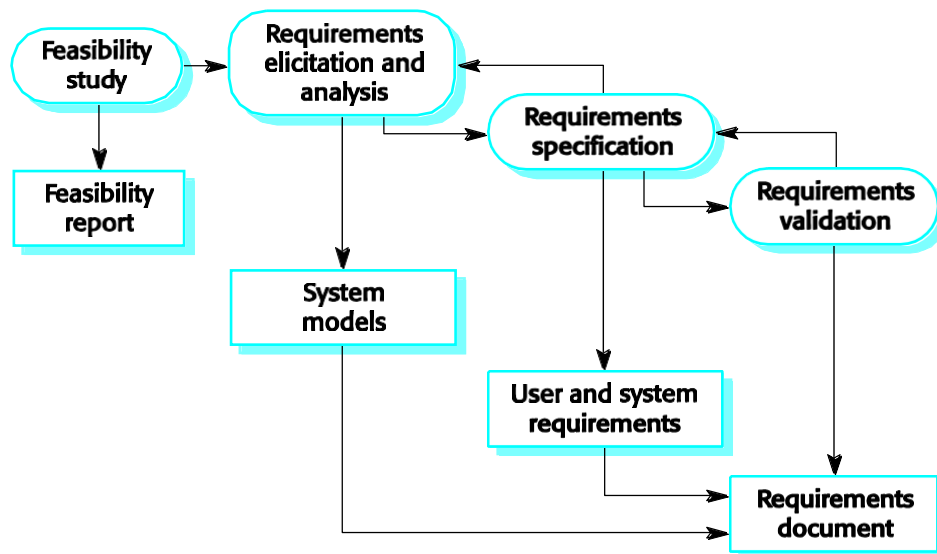 Feasibility
study
Requirements
elicitation and
analysis
Requirements
specification
Requirements
validation
Feasibility
report
System
models
User and system
requirements
Requirements
document